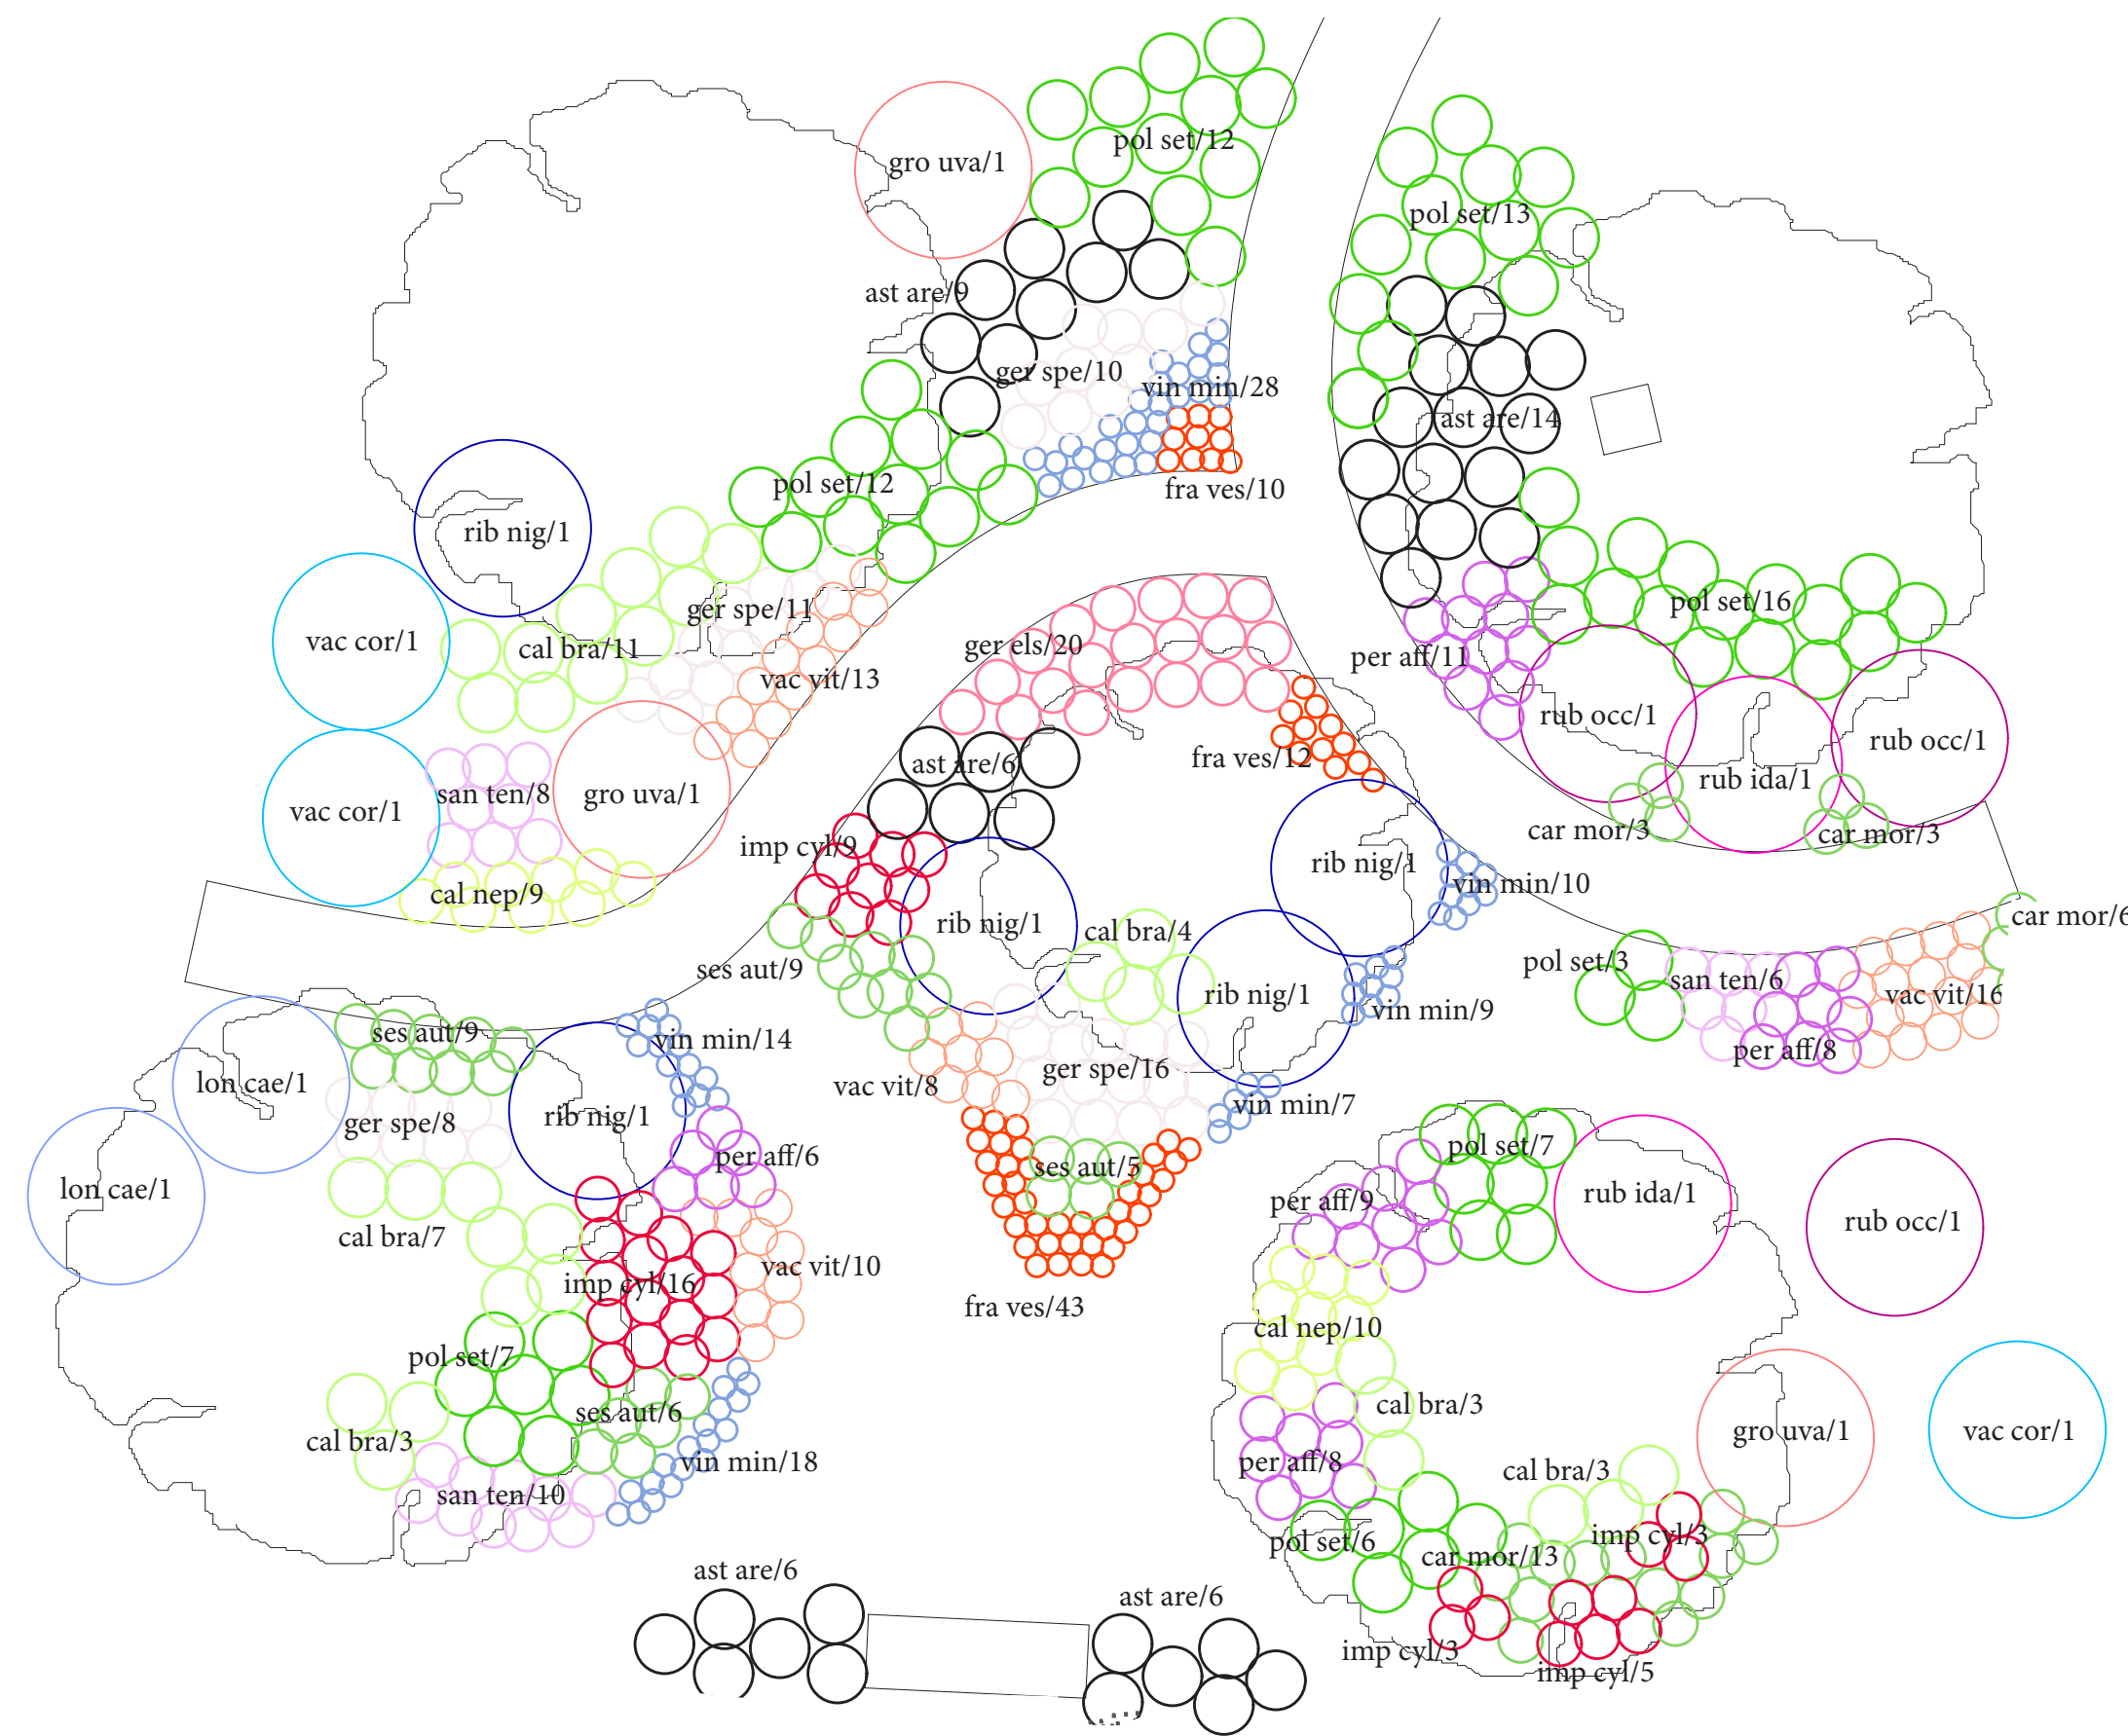 pol set/12
gro uva/1
pol set/13
ast are/9
ger spe/10
vin min/28
ast are/14
pol set/12
fra ves/10
rib nig/1
ger spe/11
pol set/16
vac cor/1
cal bra/11
ger els/20
per aff/11
vac vit/13
rub occ/1
rub occ/1
fra ves/12
ast are/6
rub ida/1
san ten/8
gro uva/1
vac cor/1
car mor/3
car mor/3
imp cyl/9
rib nig/1
vin min/10
cal nep/9
car mor/6
rib nig/1
cal bra/4
pol set/3
ses aut/9
san ten/6
rib nig/1
vac vit/16
vin min/9
ses aut/9
vin min/14
per aff/8
lon cae/1
vac vit/8
ger spe/16
vin min/7
ger spe/8
rib nig/1
per aff/6
ses aut/5
pol set/7
lon cae/1
per aff/9
rub ida/1
rub occ/1
cal bra/7
vac vit/10
imp cyl/16
fra ves/43
cal nep/10
pol set/7
cal bra/3
ses aut/6
gro uva/1
vac cor/1
cal bra/3
vin min/18
per aff/8
cal bra/3
san ten/10
pol set/6
imp cyl/3
car mor/13
ast are/6
ast are/6
imp cyl/3
imp cyl/5